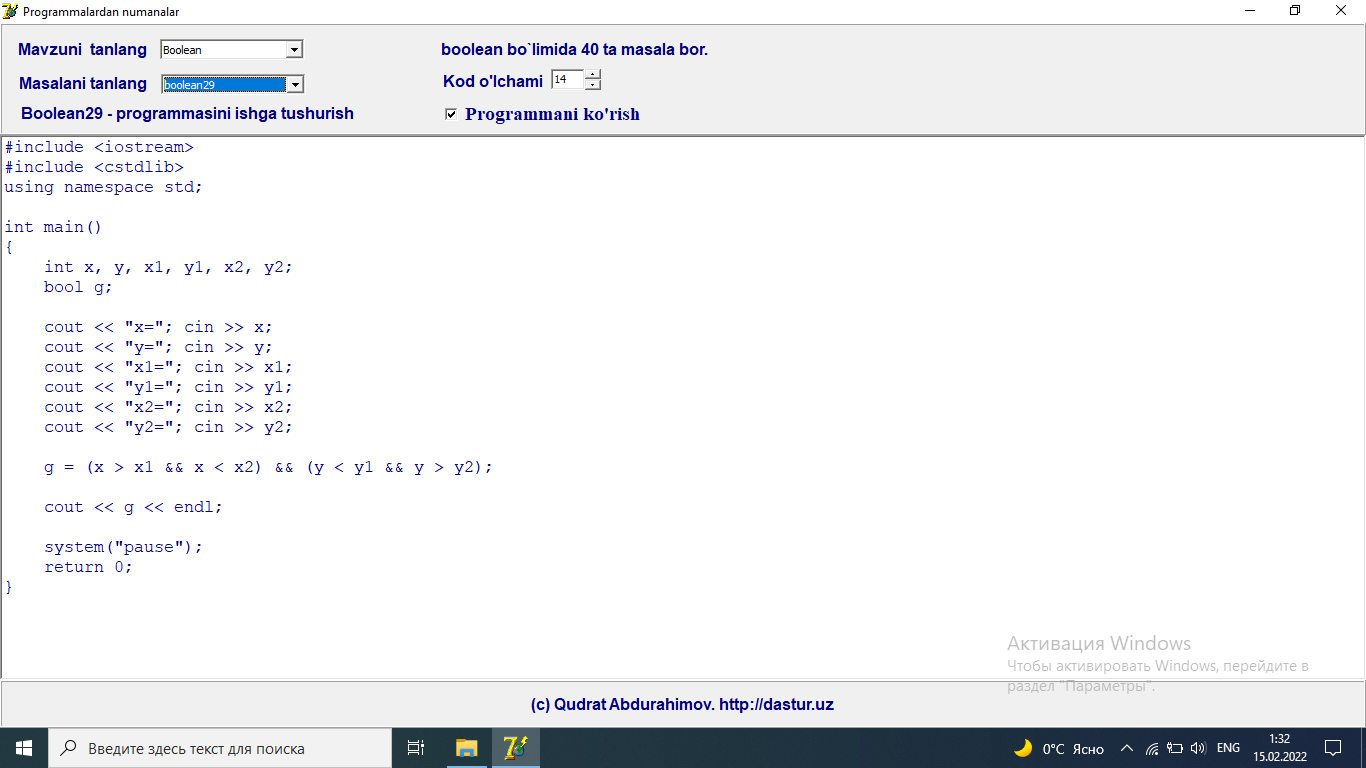 Programmalardan numanalar
Mavzuni tanlang Boolean boolean bo`limida 40 ta masala bor.
Masalani tanlang boolean29 Kod o'lchami 14
Boolean29 - programmasini ishga tushurish Programmani ko'rish
#include <iostream>
#include <cstdlib>
using namespace std;
int main()
{
    int x, y, x1, y1, x2, y2;
    bool g;
    cout << "x="; cin >> x;
    cout << "y="; cin >> y;
    cout << "x1="; cin >> x1;
    cout << "y1="; cin >> y1;
    cout << "x2="; cin >> x2;
    cout << "y2="; cin >> y2;
    g = (x > x1 && x < x2) && (y < y1 && y > y2);
    cout << g << endl;
    system("pause");
    return 0;
}
Активация Windows
Чтобы активировать Windows, перейдите в
раздел "Параметры".
(c) Qudrat Abdurahimov. http://dastur.uz
Введите здесь текст для поиска
0°C Ясно
ENG
1:32
15.02.2022